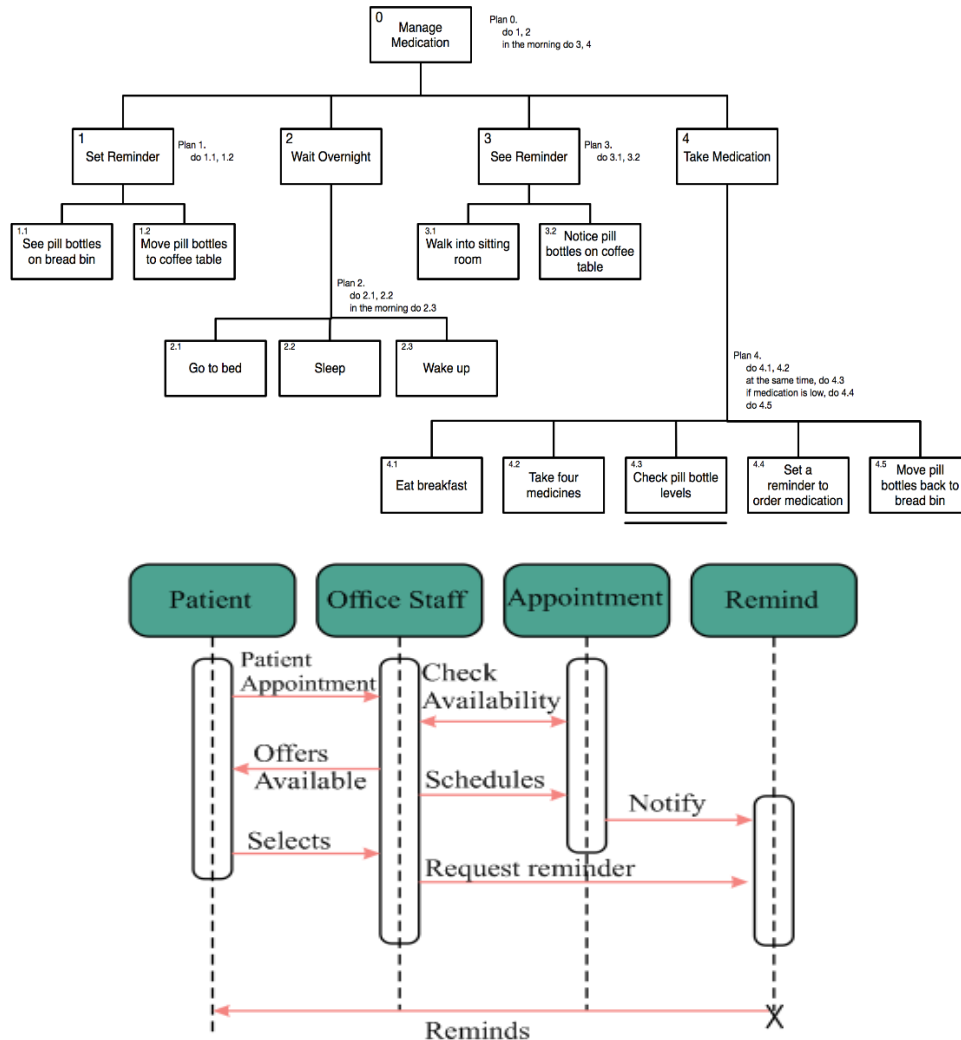 0
Manage
Medication
Plan 0.
do 1, 2
in the morning do 3, 4
1
Set Reminder
Plan 1.
do 1.1, 1.2
2
Wait Overnight
3
See Reminder
Plan 3.
do 3.1, 3.2
4
Take Medication
1.1
See pill bottles
on bread bin
1.2
Move pill bottles
to coffee table
3.1
Walk into sitting
room
3.2
Notice pill
bottles on coffee
table
Plan 2.
do 2.1, 2.2
in the morning do 2.3
2.1
Go to bed
2.2
Sleep
2.3
Wake up
Plan 4.
do 4.1, 4.2
at the same time, do 4.3
if medication is low, do 4.4
do 4.5
4.1
Eat breakfast
4.2
Take four
medicines
4.3
Check pill bottle
levels
4.4
Set a
reminder to
order medication
4.5
Move pill
bottles back to
bread bin
Patient
Office Staff
Appointment
Remind
Patient
Appointment
Check
Availability
Offers
Available
Schedules
Notify
Selects
Request reminder
X
Reminds